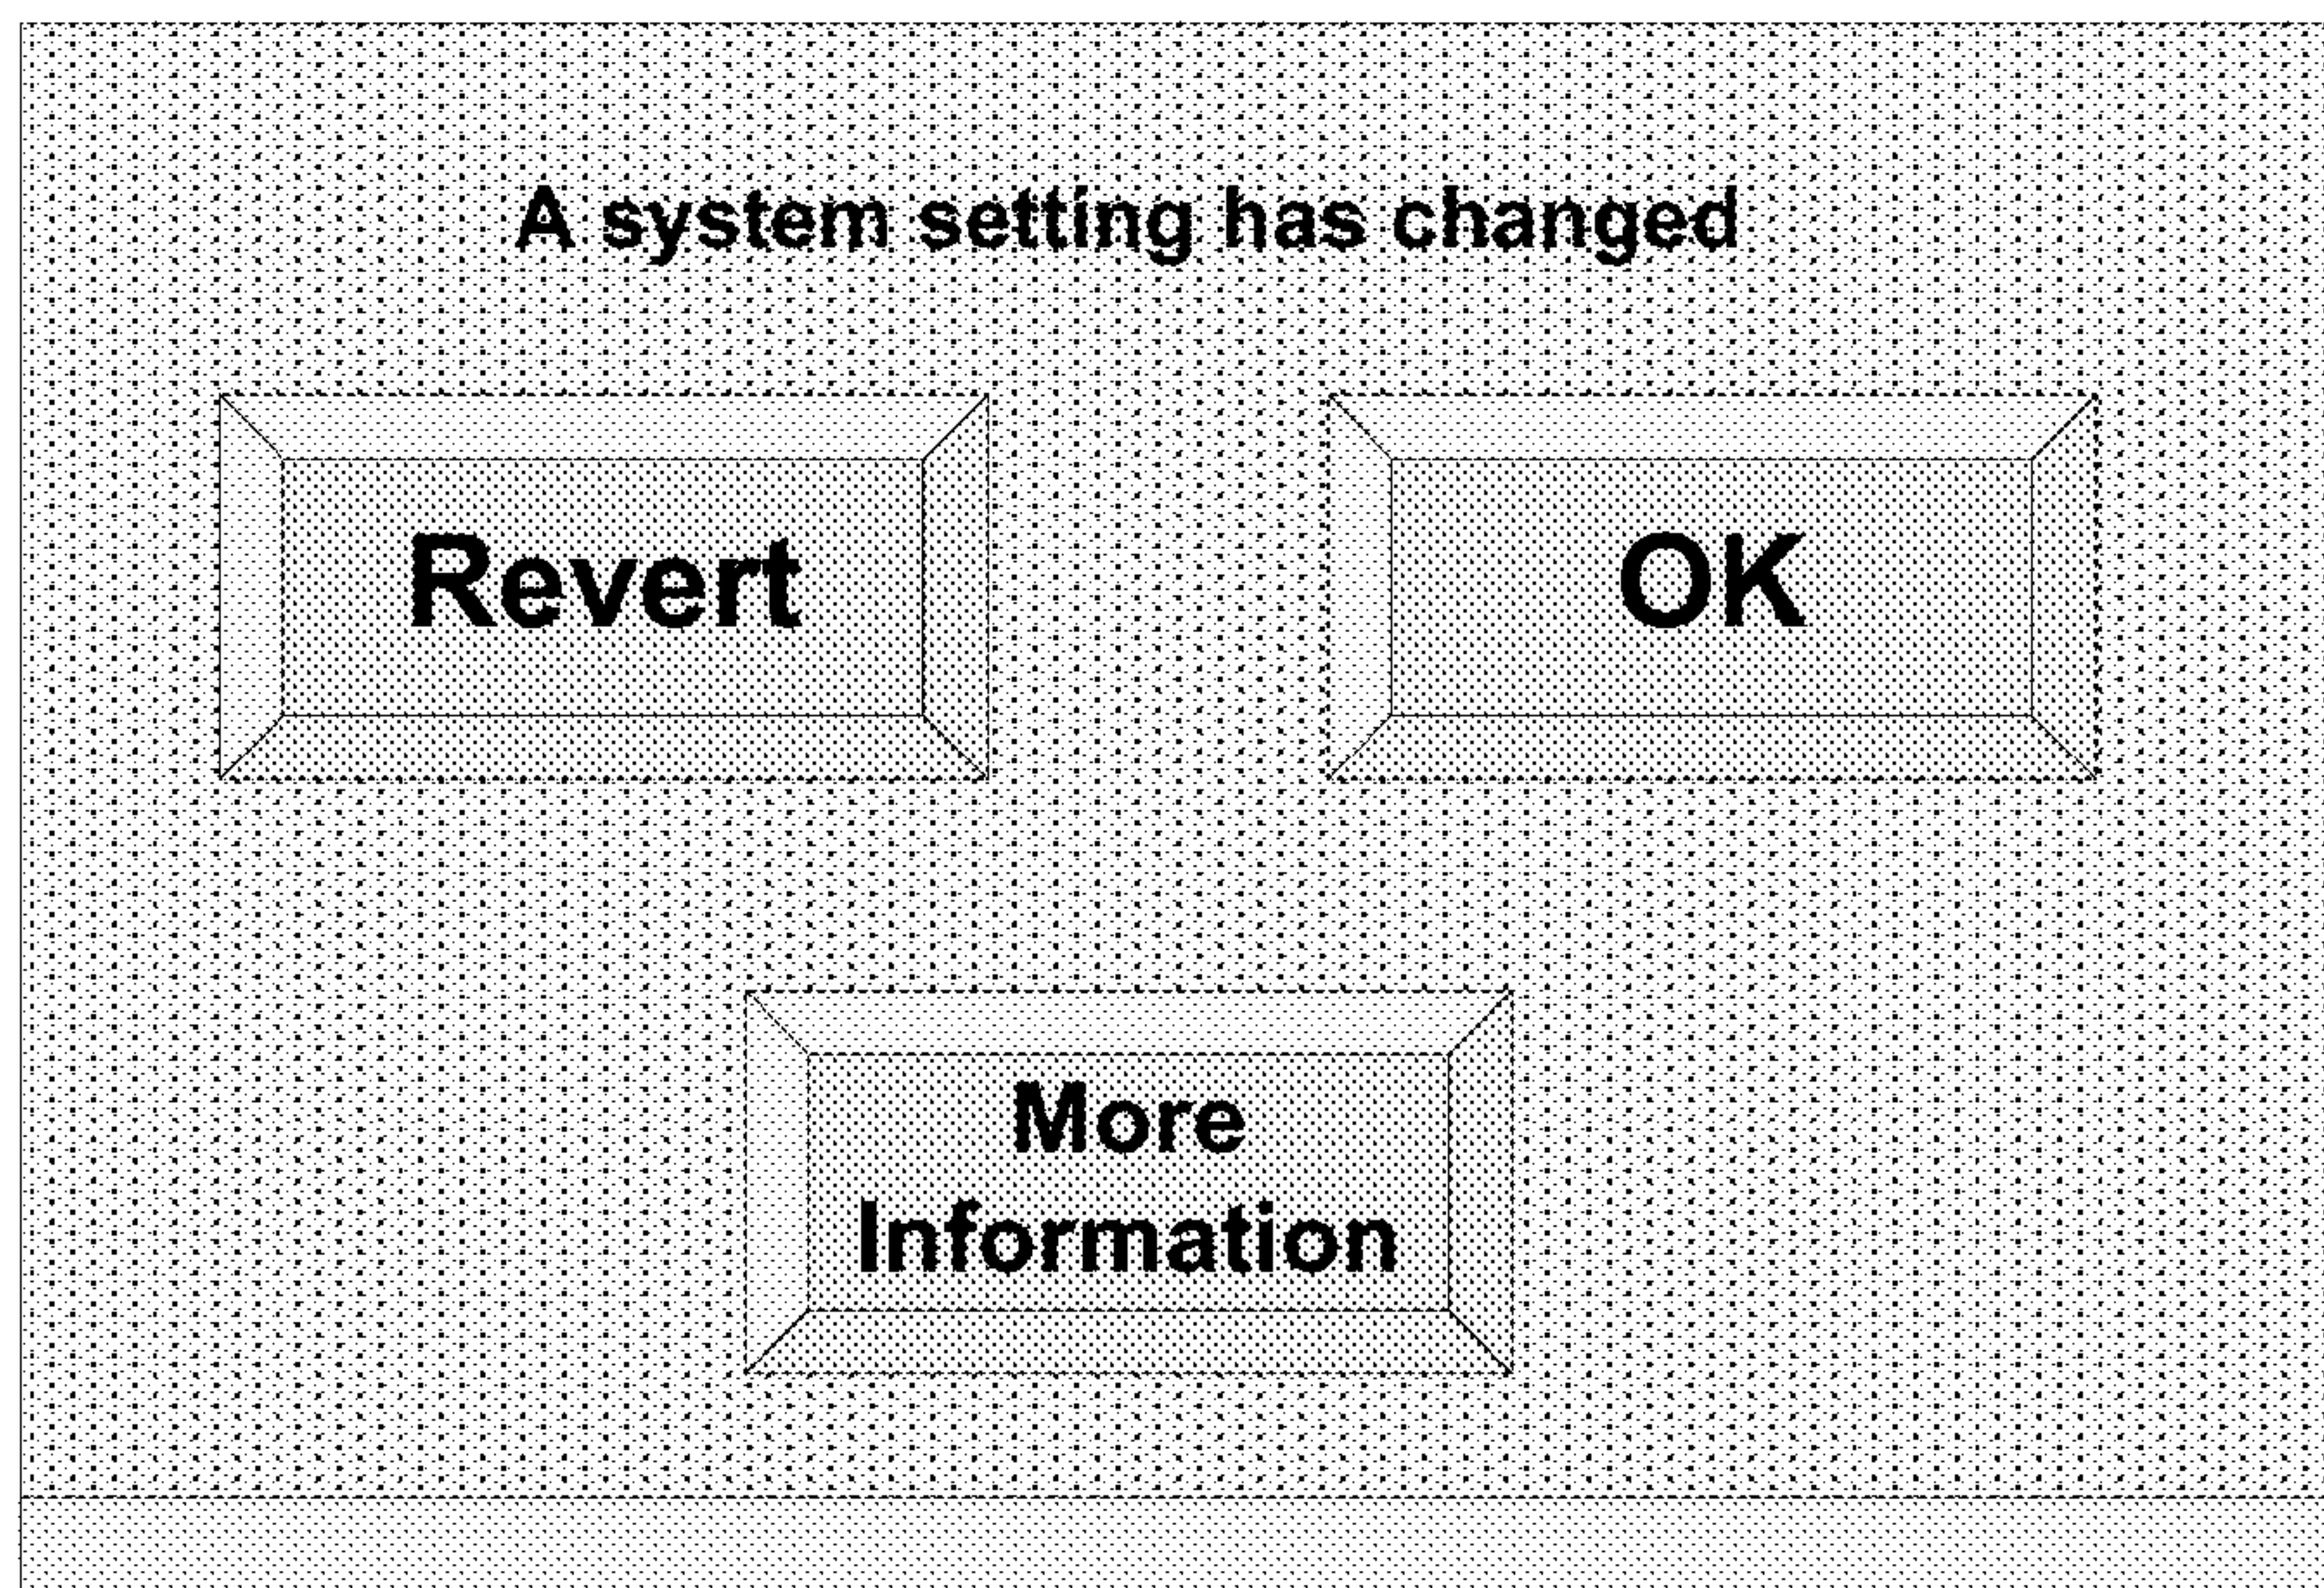 A system setting has changed
Revert
OK
More
Information